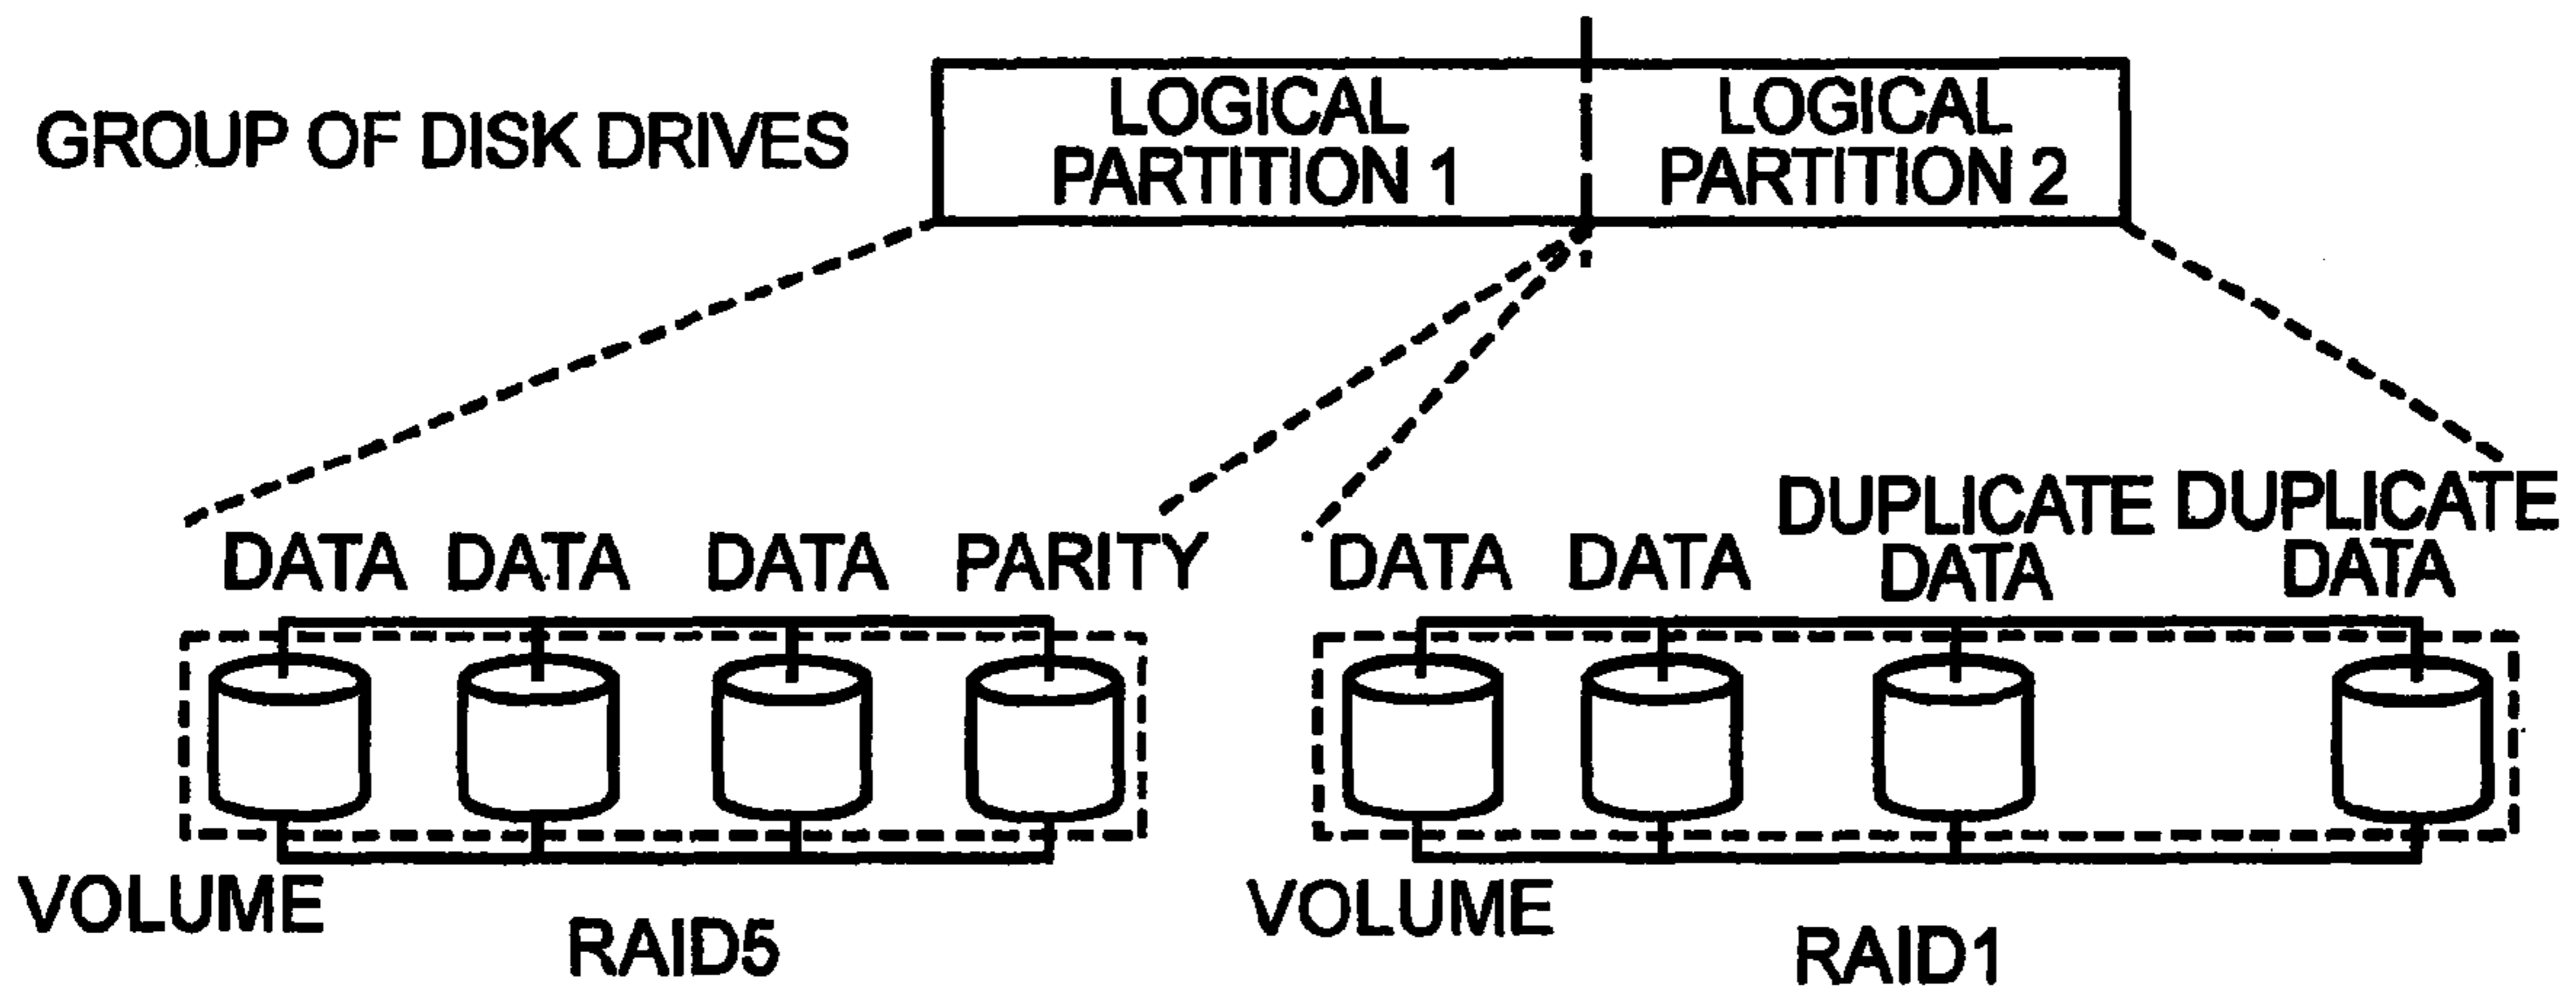 GROUP OF DISK DRIVES
LOGICAL
PARTITION 1
LOGICAL
PARTITION 2
DATA DATA DATA PARITY
DATA DATA
DUPLICATE
DATA
DUPLICATE
DATA
VOLUME
RAID5
VOLUME
RAID1